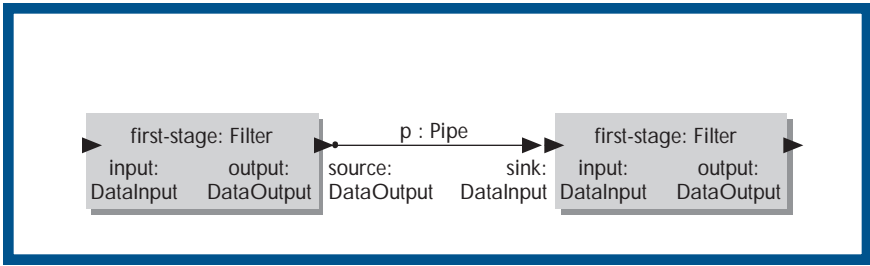 first-stage: Filter
input: output:
DataInput DataOutput
p : Pipe
source: sink:
DataOutput DataInput
first-stage: Filter
input: output:
DataInput DataOutput